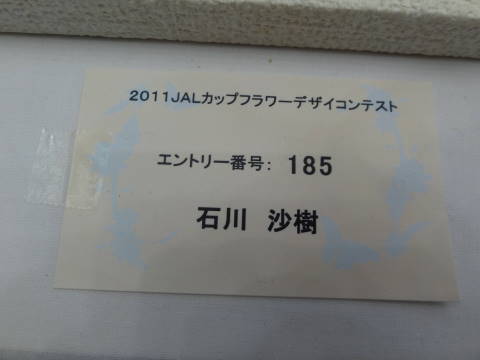 2011JALカップフラワーデザイコンテスト
エントリー番号： 185
石川　沙樹